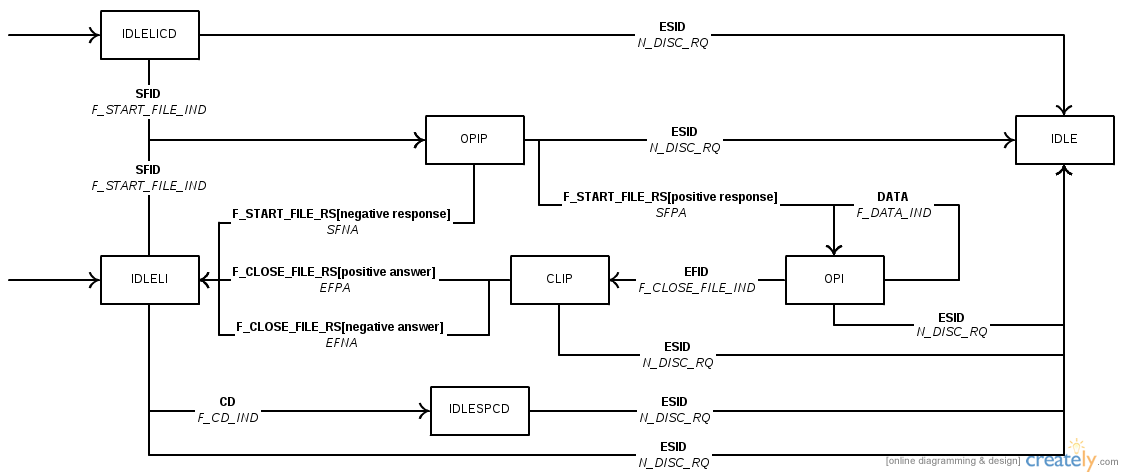 IDLELICD
ESID
N_DISC_RQ
SFID
F_START_FILE_IND
OPIP
ESID
N_DISC_RQ
IDLE
SFID
F_START_FILE_IND
F_START_FILE_RS[positive response]
SFPA
DATA
F_DATA_IND
F_START_FILE_RS[negative response]
SFNA
IDLELI
F_CLOSE_FILE_RS[positive answer]
EFPA
CLIP
EFID
F_CLOSE_FILE_IND
OPI
F_CLOSE_FILE_RS[negative answer]
EFNA
ESID
N_DISC_RQ
ESID
N_DISC_RQ
CD
F_CD_IND
IDLESPCD
ESID
N_DISC_RQ
ESID
N_DISC_RQ
[online diagramming & design] creately.com